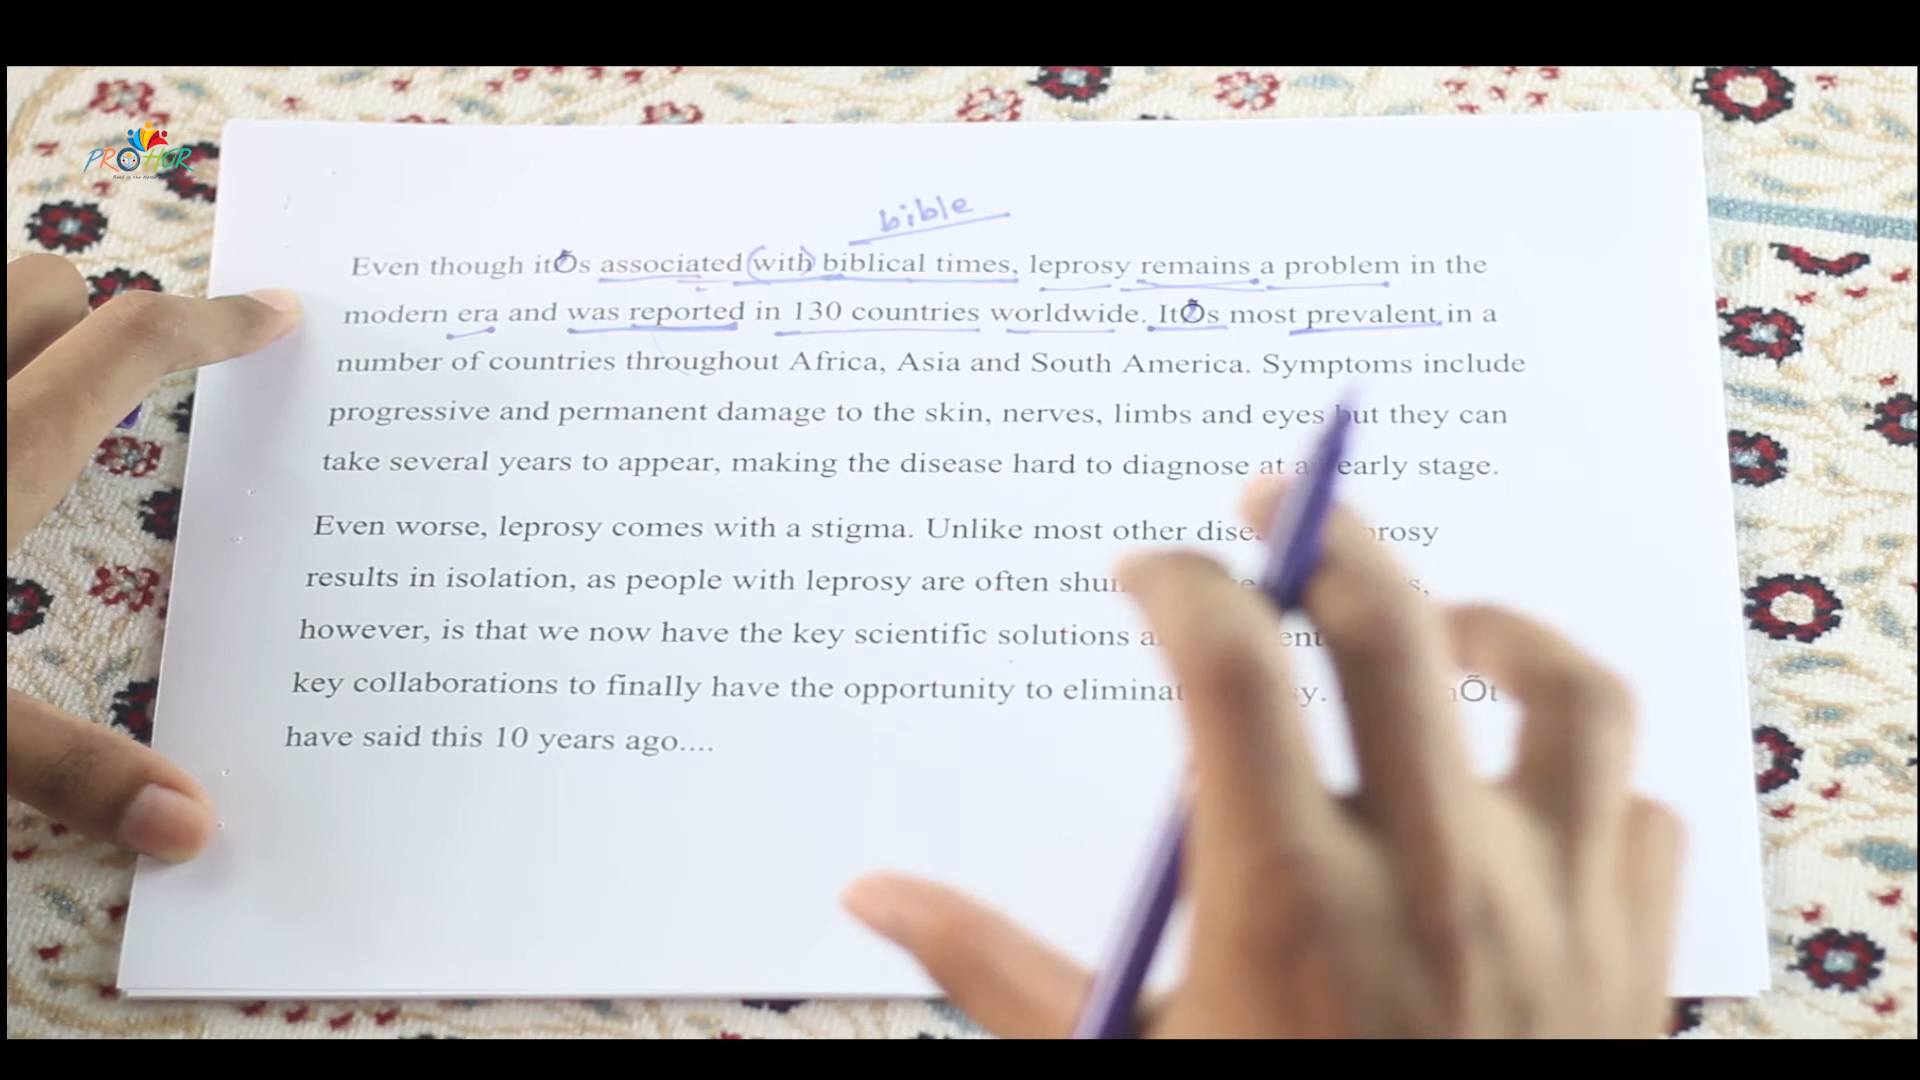 PROHOR
bible
Even though itÕs associated with biblical times, leprosy remains a problem in the
modern era and was reported in 130 countries worldwide. ItÕs most prevalent in a
number of countries throughout Africa, Asia and South America. Symptoms include
progressive and permanent damage to the skin, nerves, limbs and eyes but they can
take several years to appear, making the disease hard to diagnose at early stage.
Even worse, leprosy comes with a stigma. Unlike most other
results in isolation, as people with leprosy are often
however, is that we now have the key scientific solutions
key collaborations to finally have the opportunity to
have said this 10 years ago....